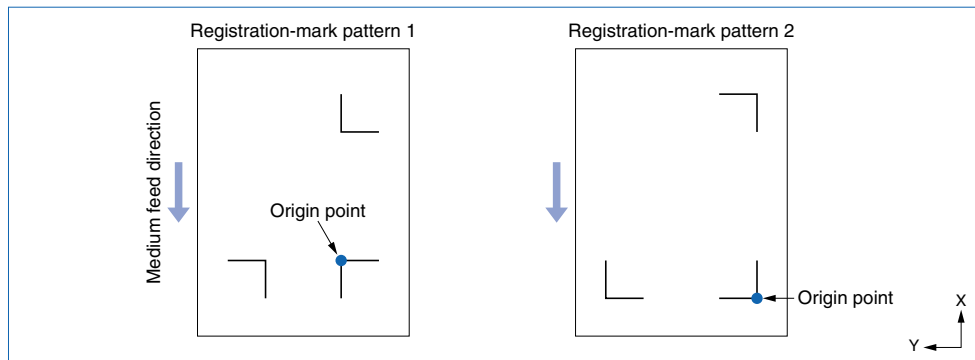 Registration-mark pattern 1
Registration-mark pattern 2
Medium feed direction
Origin point
Origin point
X
Y